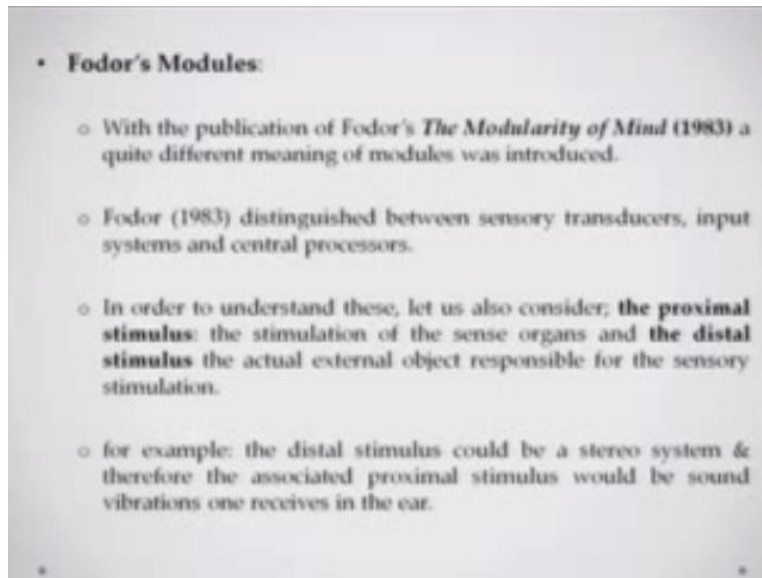 • Fodor's Modules:
o With the publication of Fodor's The Modularity of Mind (1983) a
quite different meaning of modules was introduced.
o Fodor (1983) distinguished between sensory transducers, input
systems and central processors.
o In order to understand these, let us also consider; the proximal
stimulus: the stimulation of the sense organs and the distal
stimulus the actual external object responsible for the sensory
stimulation.
o for example: the distal stimulus could be a stereo system &
therefore the associated proximal stimulus would be sound
vibrations one receives in the ear.